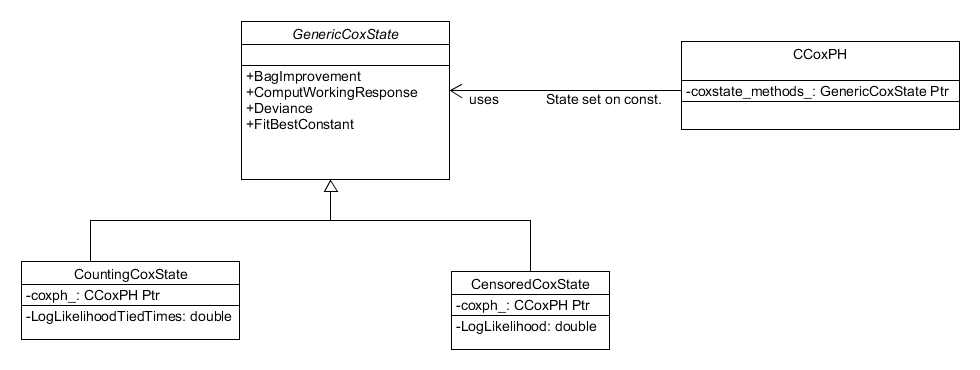 GenericCoxState
+BagImprovement
+ComputWorkingResponse
+Deviance
+FitBestConstant
CCoxPH
-coxstate_methods_: GenericCoxState Ptr
uses
State set on const.
CountingCoxState
-coxph_: CCoxPH Ptr
-LogLikelihoodTiedTimes: double
CensoredCoxState
-coxph_: CCoxPH Ptr
-LogLikelihood: double